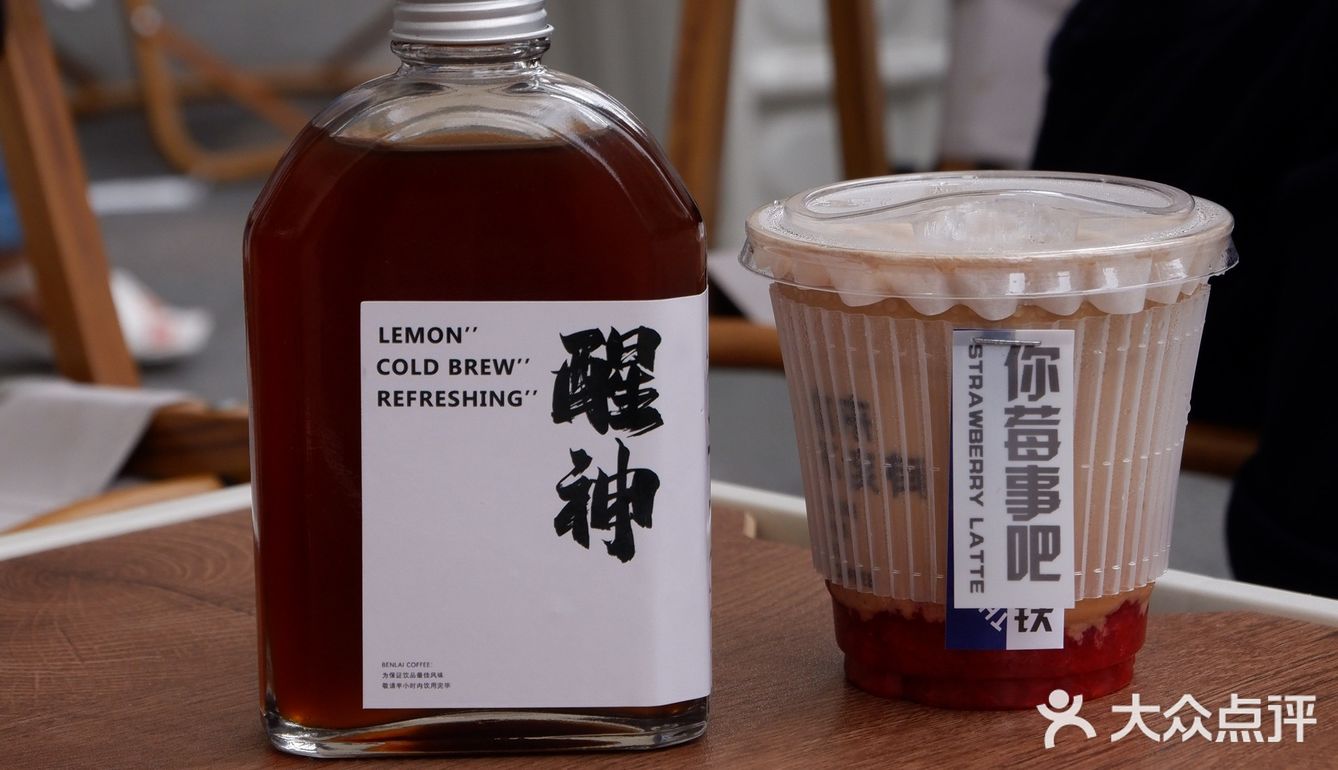 LEMON’’
COLD BREW’’
REFRESHING’’
醒神
BENLAI COFFEE:
为保证饮品最佳风味
敬请半小时内饮用完毕
你莓事吧
STRAWBERRY LATTE
大众点评